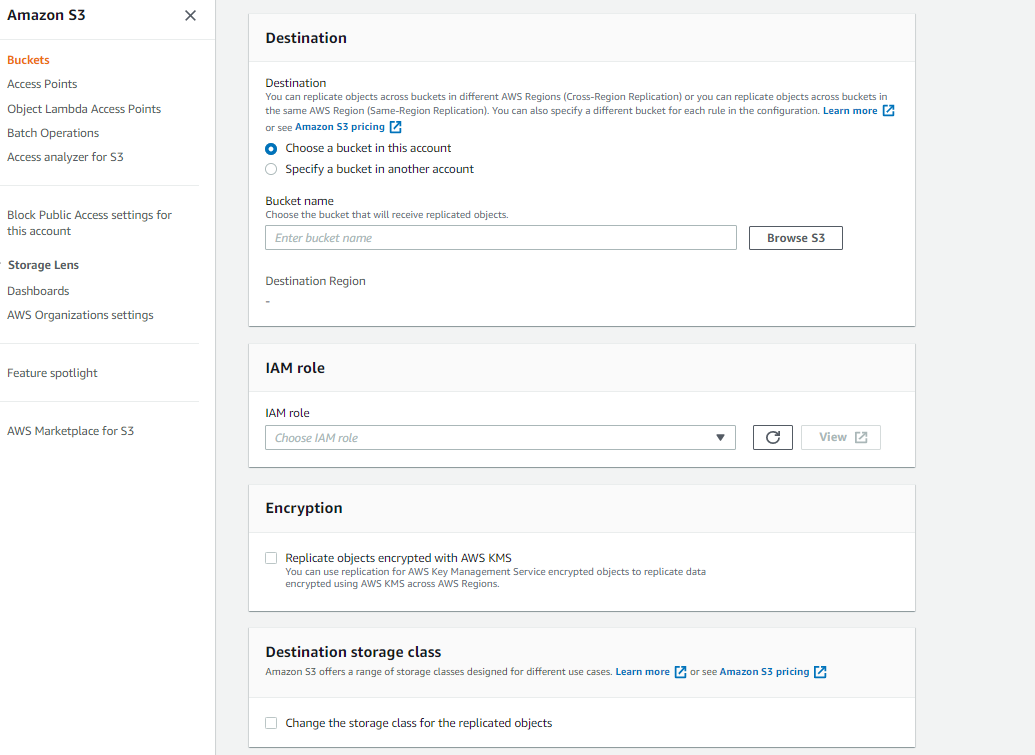 Amazon S3
Buckets
Access Points
Object Lambda Access Points
Batch Operations
Access analyzer for S3
Block Public Access settings for
this account
Storage Lens
Dashboards
AWS Organizations settings
Feature spotlight
AWS Marketplace for S3
Destination
Destination
You can replicate objects across buckets in different AWS Regions (Cross-Region Replication) or you can replicate objects across buckets in
the same AWS Region (Same-Region Replication). You can also specify a different bucket for each rule in the configuration. Learn more
or see Amazon S3 pricing
Choose a bucket in this account
Specify a bucket in another account
Bucket name
Choose the bucket that will receive replicated objects.
Enter bucket name
Browse S3
Destination Region
-
IAM role
IAM role
Choose IAM role
View
Encryption
Replicate objects encrypted with AWS KMS
You can use replication for AWS Key Management Service encrypted objects to replicate data
encrypted using AWS KMS across AWS Regions.
Destination storage class
Amazon S3 offers a range of storage classes designed for different use cases. Learn more or see Amazon S3 pricing
Change the storage class for the replicated objects